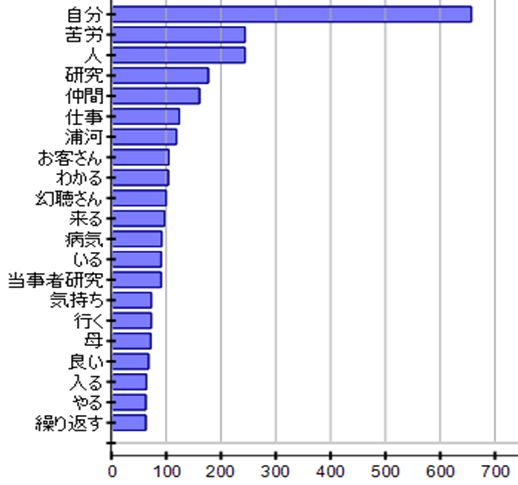 自分
苦労
人
研究
仲間
仕事
浦河
お客さん
わかる
幻聴さん
来る
病気
いる
当事者研究
気持ち
行く
母
良い
入る
やる
繰り返す
0 100 200 300 400 500 600 700